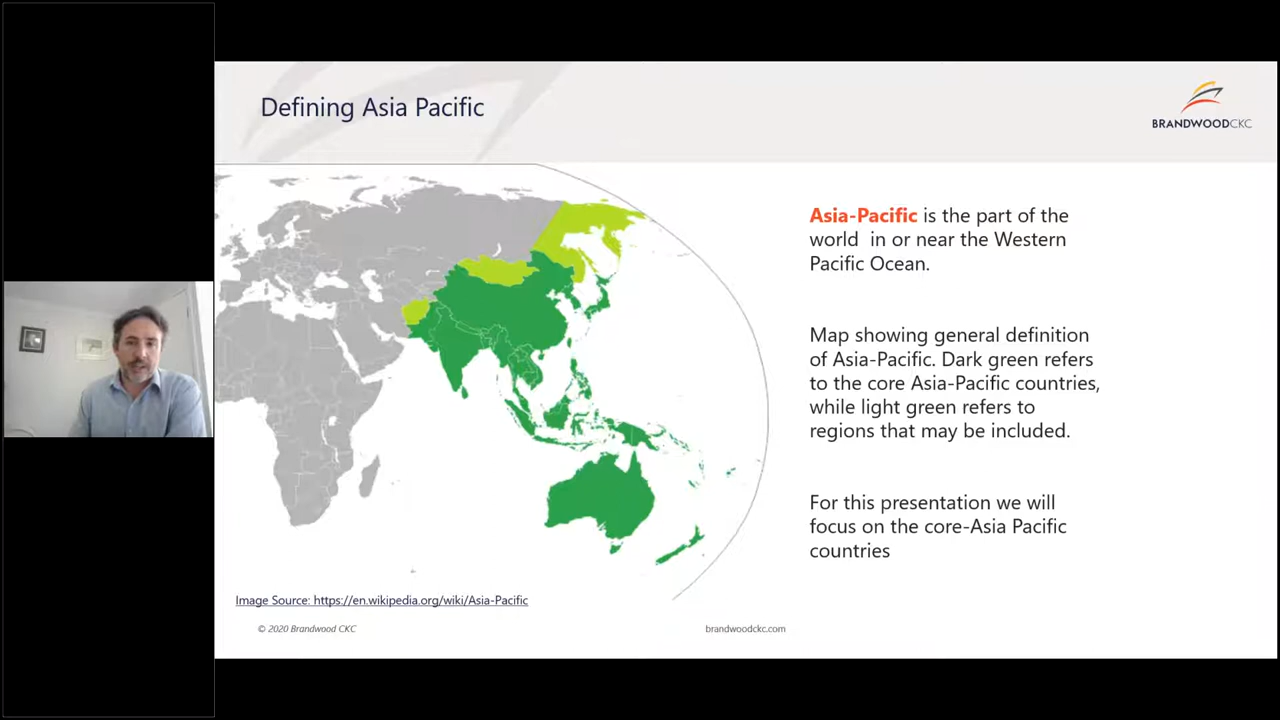 Defining Asia Pacific
BRANDWOODCKC
Asia-Pacific is the part of the
world in or near the Western
Pacific Ocean.
Map showing general definition
of Asia-Pacific. Dark green refers
to the core Asia-Pacific countries,
while light green refers to
regions that may be included.
For this presentation we will
focus on the core-Asia Pacific
countries
Image Source: https://en.wikipedia.org/wiki/Asia-Pacific
© 2020 Brandwood CKC
brandwoodckc.com